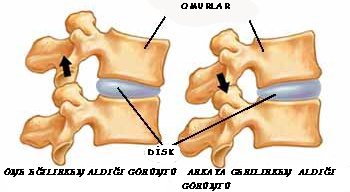 OMURLAR
DİSK
ÖNE EĞİLİRKEN ALDIĞI GÖRÜNTÜ
ARKAYA GERİLİRKEN ALDIĞI
GÖRÜNTÜ